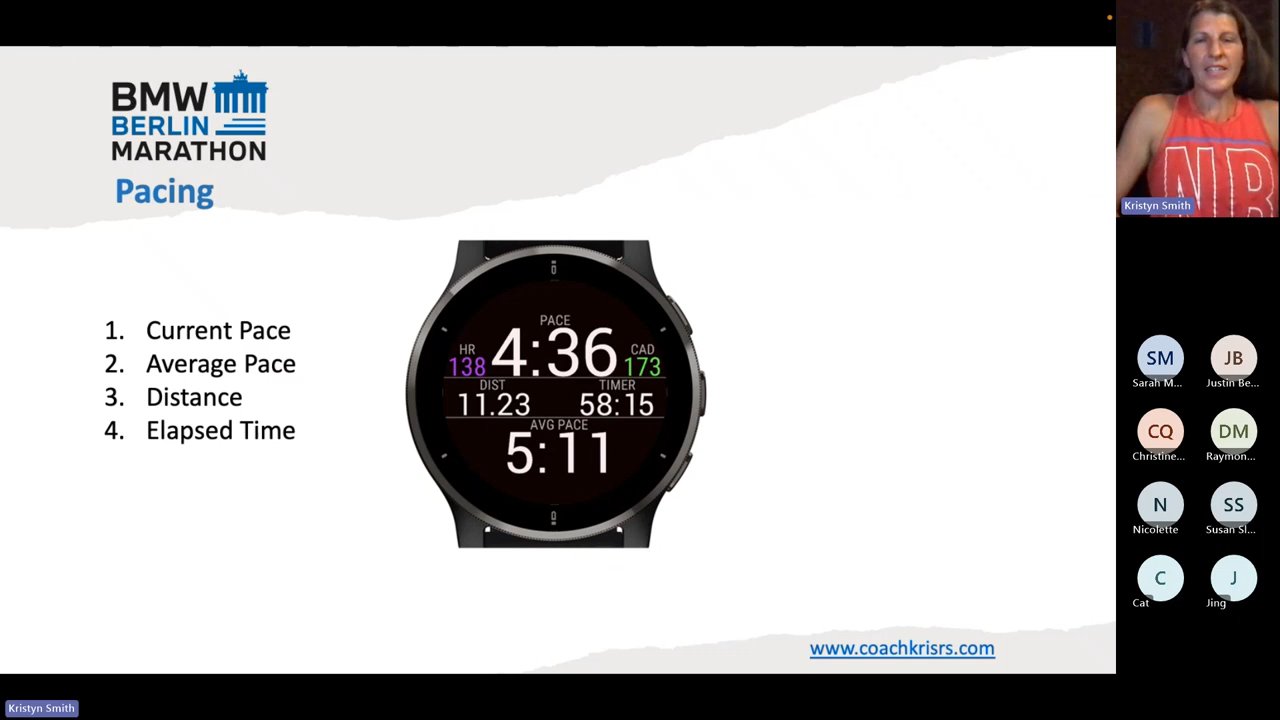 BMW
BERLIN
MARATHON
Pacing
1. Current Pace
2. Average Pace
3. Distance
4. Elapsed Time
PACE
4:36
HR
138
CAD
173
DIST
11.23
TIMER
58:15
AVG PACE
5:11
www.coachkrisrs.com
NB
Kristyn Smith
SM
Sarah M...
JB
Justin Be...
CQ
Christine...
DM
Raymon...
N
Nicolette
SS
Susan Sl...
C
Cat
J
Jing
Kristyn Smith